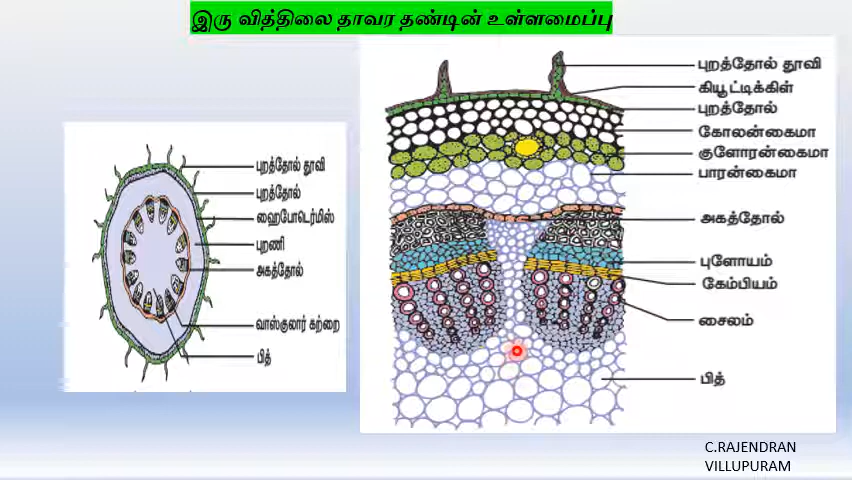 இரு வித்திலை தாவர தண்டின் உள்ளமைப்பு
புறத்தோல் தூவி
புறத்தோல்
ஹைபோடெர்மிஸ்
புறணி
அகத்தோல்
வாஸ்குலார் கற்றை
பித்
புறத்தோல் தூவி
கியூட்டிக்கிள்
புறத்தோல்
கோலன்கைமா
குளோரன்கைமா
பாரன்கைமா
அகத்தோல்
புளோயம்
கேம்பியம்
சைலம்
பித்
C.RAJENDRAN
VILLUPURAM